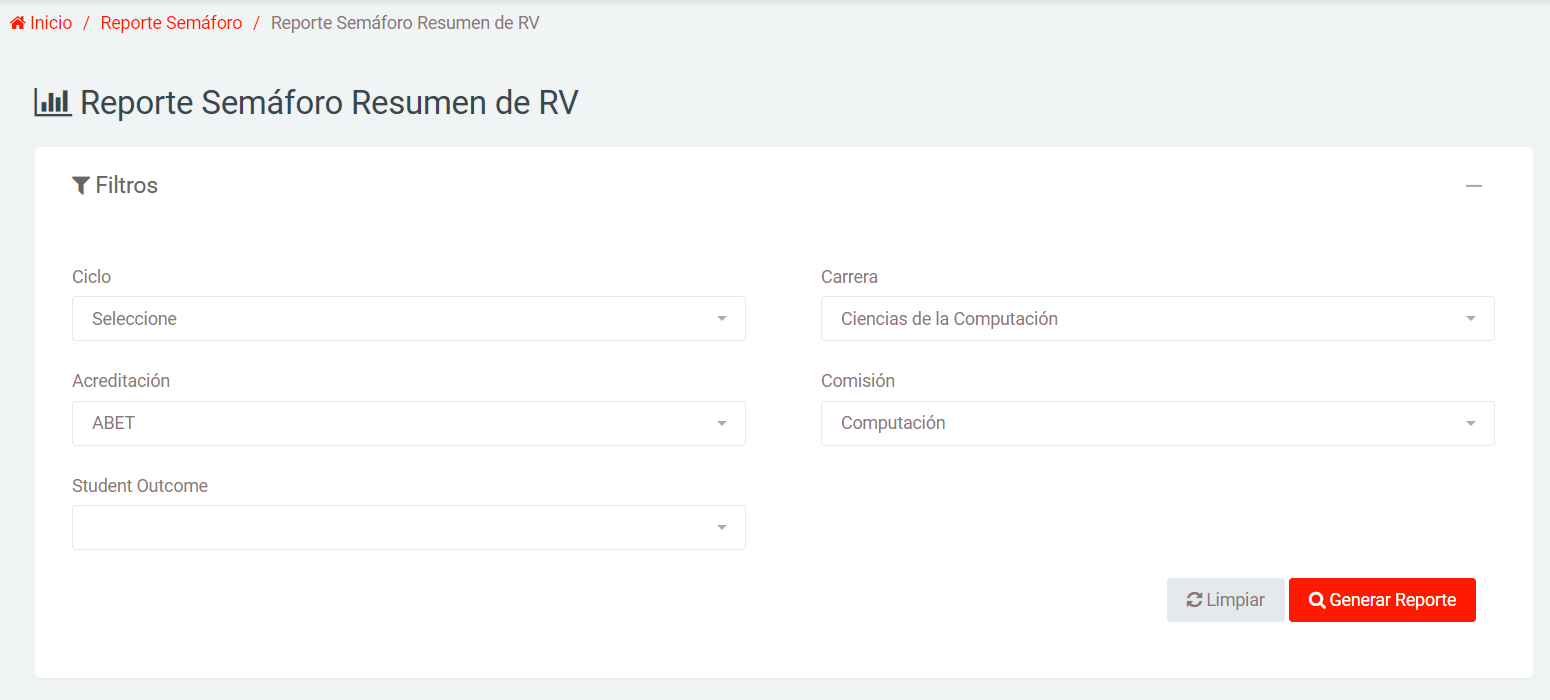 Inicio / Reporte Semáforo / Reporte Semáforo Resumen de RV
Reporte Semáforo Resumen de RV
Filtros
Ciclo
Seleccione
Carrera
Ciencias de la Computación
Acreditación
ABET
Comisión
Computación
Student Outcome
Limpiar
Generar Reporte